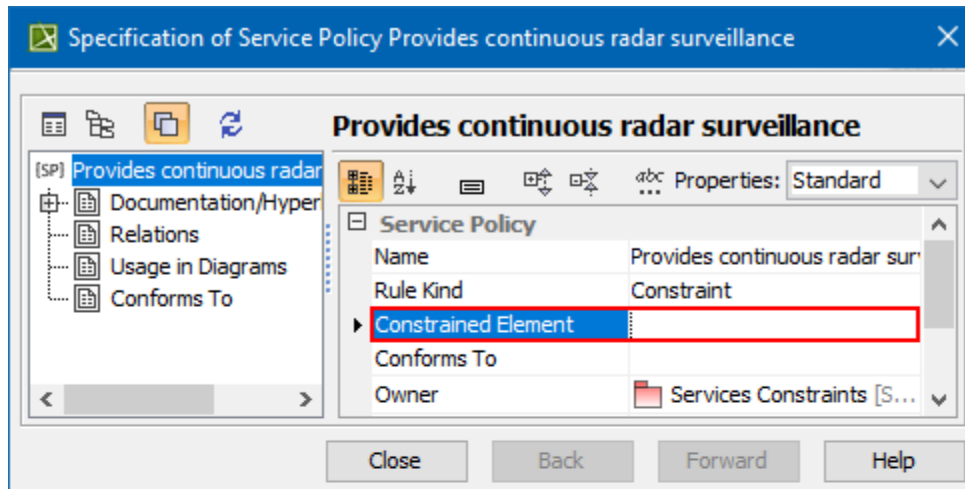 Specification of Service Policy Provides continuous radar surveillance
Provides continuous radar surveillance
[SP] Provides continuous radar
Documentation/Hyper
Relations
Usage in Diagrams
Conforms To
abc Properties: Standard
Service Policy
Name Provides continuous radar sur
Rule Kind Constraint
Constrained Element
Conforms To
Owner Services Constraints [S...
Close Back Forward Help